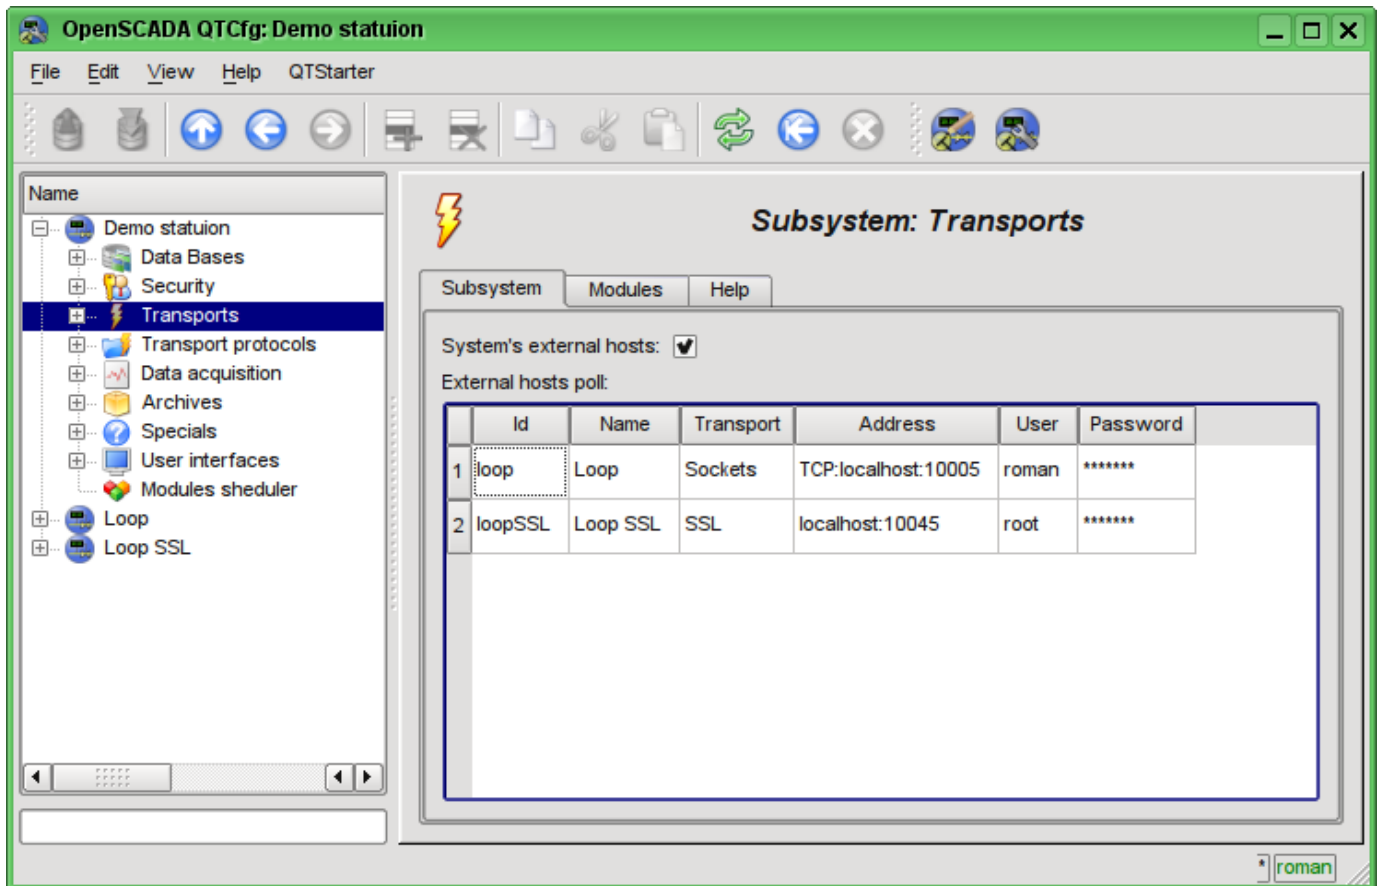 OpenSCADA QTCfg: Demo statuion
File Edit View Help QTStarter
Name
Demo statuion
Data Bases
Security
Transports
Transport protocols
Data acquisition
Archives
Specials
User interfaces
Modules sheduler
Loop
Loop SSL
Subsystem: Transports
Subsystem Modules Help
System's external hosts:
External hosts poll:
Id Name Transport Address User Password
1 loop Loop Sockets TCP:localhost:10005 roman *******
2 loopSSL Loop SSL SSL localhost:10045 root *******
* roman